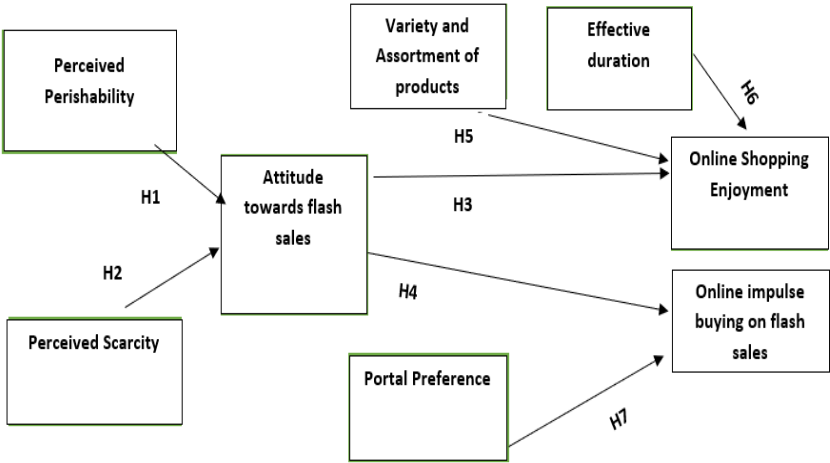 Perceived
Perishability
Variety and
Assortment of
products
Effective
duration
H6
H5
Online Shopping
Enjoyment
Attitude
towards flash
sales
H1
H3
H2
H4
Online impulse
buying on flash
sales
Perceived Scarcity
Portal Preference
H7